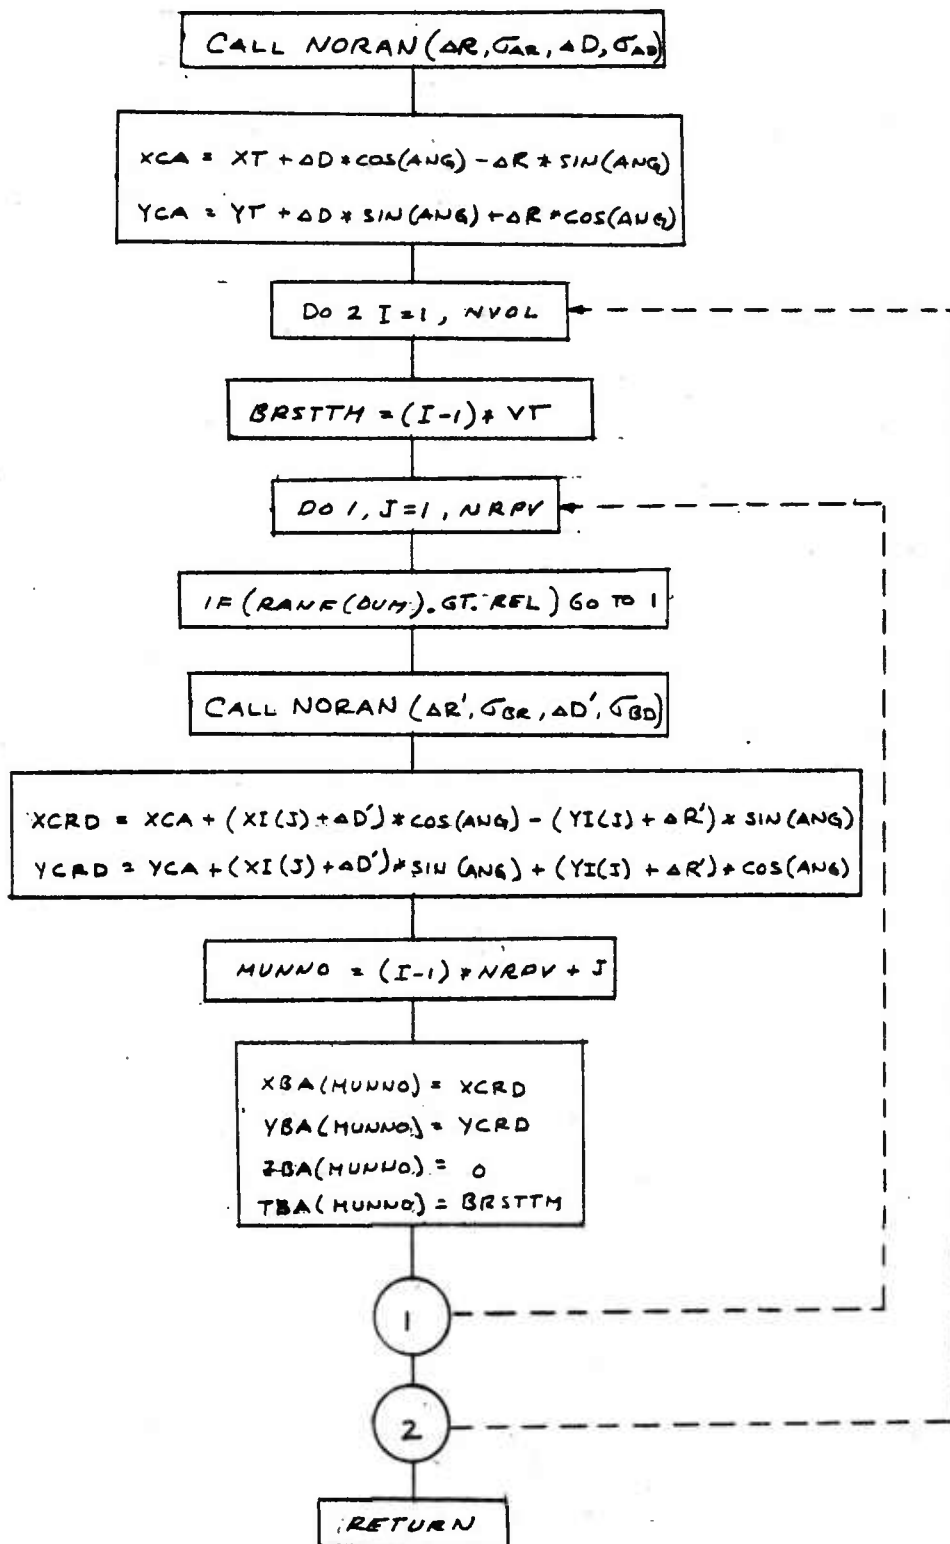 CALL NORAN (ΔR, σAR, ΔD, σAD)
XCA = XT + ΔD * COS(ANG) - ΔR * SIN(ANG)
YCA = YT + ΔD * SIN(ANG) + ΔR * COS(ANG)
DO 2 I=1, NVOL
BRSTTM = (I-1) * VT
DO 1, J=1, NRPV
IF (RANF(DUM).GT. REL) GO TO 1
CALL NORAN (ΔR', σBR, ΔD', σBD)
XCRD = XCA + (XI(J) + ΔD') * COS(ANG) - (YI(J) + ΔR') * SIN(ANG)
YCRD = YCA + (XI(J) + ΔD') * SIN (ANG) + (YI(J) + ΔR') * COS(ANG)
MUNNO = (I-1) * NRPV + J
XBA(MUNNO) = XCRD
YBA(MUNNO) = YCRD
ZBA(MUNNO) = 0
TBA(MUNNO) = BRSTTM
1
2
RETURN